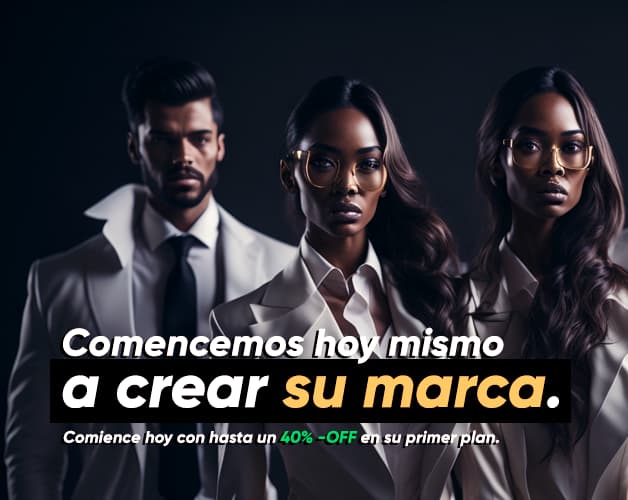 Comencemos hoy mismo
a crear su marca.
Comience hoy con hasta un 40% -OFF en su primer plan.